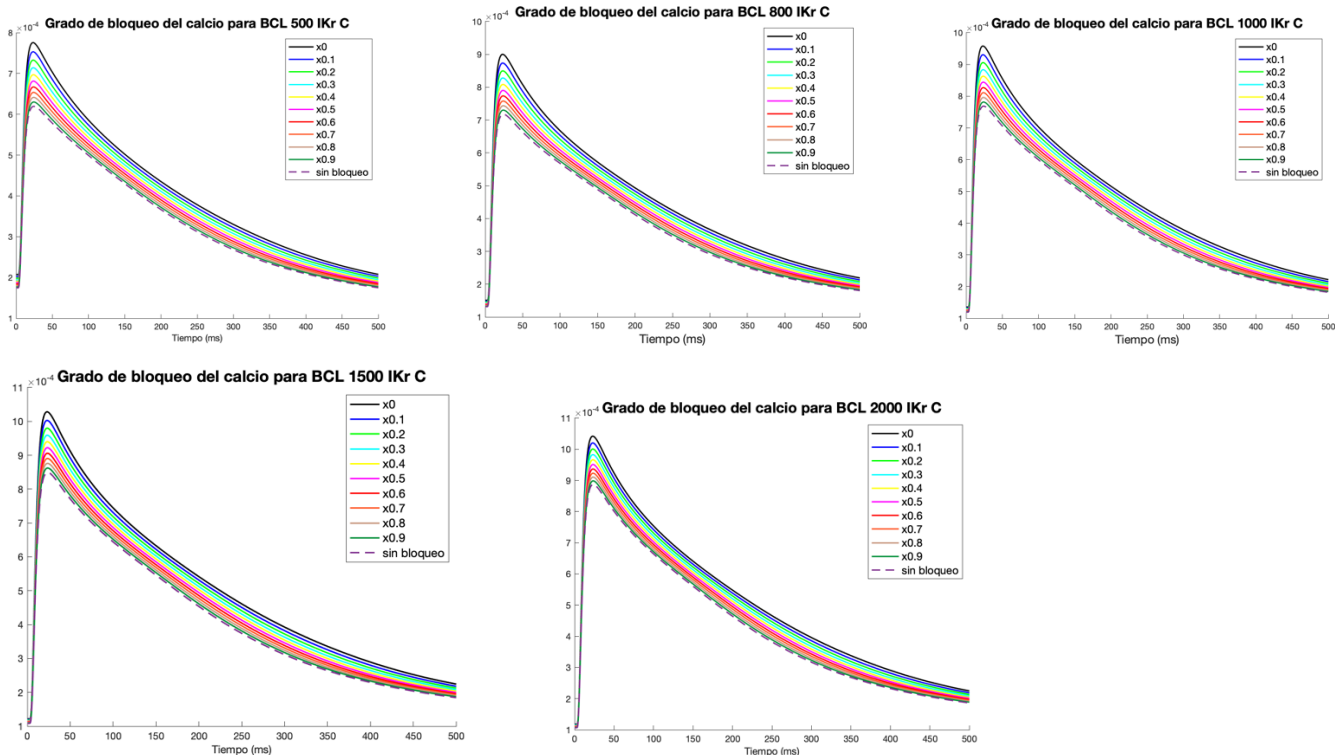 Grado de bloqueo del calcio para BCL 500 IKr C
×10⁻⁴
8
7
6
5
4
3
2
1
0 50 100 150 200 250 300 350 400 450 500
Tiempo (ms)
x0
x0.1
x0.2
x0.3
x0.4
x0.5
x0.6
x0.7
x0.8
x0.9
sin bloqueo
Grado de bloqueo del calcio para BCL 800 IKr C
×10⁻⁴
10
9
8
7
6
5
4
3
2
1
0 50 100 150 200 250 300 350 400 450 500
Tiempo (ms)
x0
x0.1
x0.2
x0.3
x0.4
x0.5
x0.6
x0.7
x0.8
x0.9
sin bloqueo
Grado de bloqueo del calcio para BCL 1000 IKr C
×10⁻⁴
10
9
8
7
6
5
4
3
2
1
0 50 100 150 200 250 300 350 400 450 500
Tiempo (ms)
x0
x0.1
x0.2
x0.3
x0.4
x0.5
x0.6
x0.7
x0.8
x0.9
sin bloqueo
Grado de bloqueo del calcio para BCL 1500 IKr C
×10⁻⁴
11
10
9
8
7
6
5
4
3
2
1
0 50 100 150 200 250 300 350 400 450 500
Tiempo (ms)
x0
x0.1
x0.2
x0.3
x0.4
x0.5
x0.6
x0.7
x0.8
x0.9
sin bloqueo
Grado de bloqueo del calcio para BCL 2000 IKr C
×10⁻⁴
11
10
9
8
7
6
5
4
3
2
1
0 50 100 150 200 250 300 350 400 450 500
Tiempo (ms)
x0
x0.1
x0.2
x0.3
x0.4
x0.5
x0.6
x0.7
x0.8
x0.9
sin bloqueo